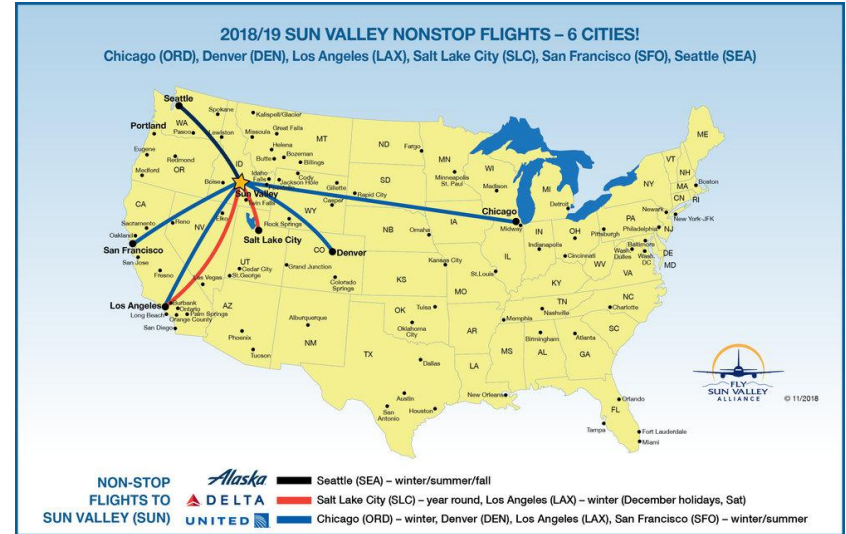 2018/19 SUN VALLEY NONSTOP FLIGHTS – 6 CITIES!
Chicago (ORD), Denver (DEN), Los Angeles (LAX), Salt Lake City (SLC), San Francisco (SFO), Seattle (SEA)
Seattle
Spokane
Kalispell/Glacier
WA
Portland
Pasco
Lewiston
Missoula
Great Falls
MT
ND
Fargo
ME
Helena
Eugene
Redmond
Butte
Bozeman
Billings
MN
VT
Medford
OR
ID
Idaho
Falls
Cody
Jackson Hole
SD
Minneapolis
St. Paul
WI
NH
Boise
Gillette
Rapid City
Madison
MI
NY
MA
Boston
Sun Valley
Twin Falls
Casper
CT
CN
RI
CA
WY
Detroit
Newark
New York-JFK
Sacramento
Reno
NV
Elko
Rock Springs
Chicago
Midway
IA
PA
NJ
Oakland
Salt Lake City
NB
Omaha
IN
OH
Pittsburgh
Philadelphia
San Francisco
CO
Denver
Indianapolis
Baltimore
Wash.
Dulles
Wash.
DC
DE
MD
San Jose
UT
Cedar City
Grand Junction
Kansas City
IL
Cincinnati
WV
Fresno
Las Vegas
St.George
Colorado
Springs
KS
St.Louis
VA
MO
KY
Los Angeles
Burbank
Ontario
Long Beach
Palm Springs
Orange County
San Diego
AZ
Alburquerque
OK
Tulsa
TN
Nashville
NC
Charlotte
Memphis
Phoenix
NM
Oklahoma
City
AR
SC
Tucson
Birmingham
Atlanta
TX
Dallas
MS
AL
GA
LA
Austin
New Orleans
San
Antonio
Houston
Orlando
FL
Tampa
Fort Lauderdale
Miami
FLY
SUN VALLEY
ALLIANCE
© 11/2018
NON-STOP
FLIGHTS TO
SUN VALLEY (SUN)
Alaska
Seattle (SEA) – winter/summer/fall
DELTA
Salt Lake City (SLC) – year round, Los Angeles (LAX) – winter (December holidays, Sat)
UNITED
Chicago (ORD) – winter, Denver (DEN), Los Angeles (LAX), San Francisco (SFO) – winter/summer